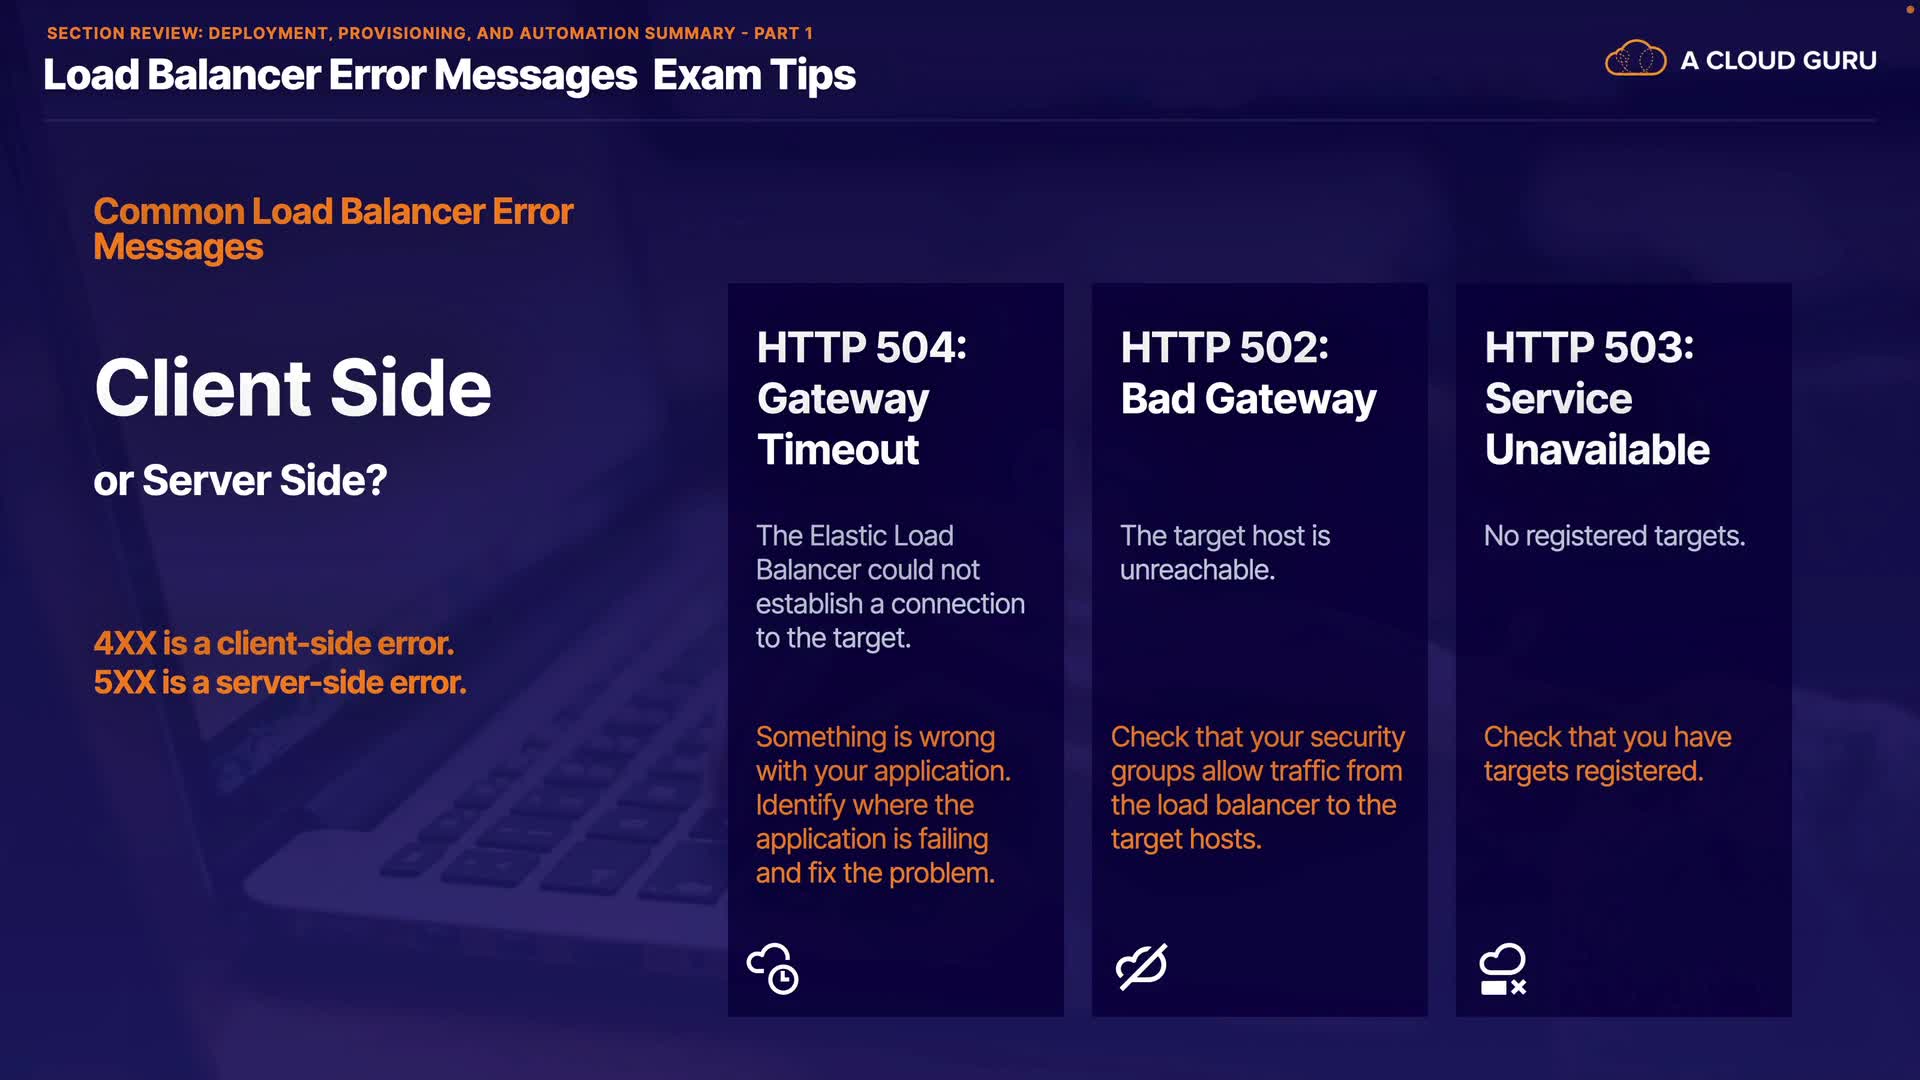 SECTION REVIEW: DEPLOYMENT, PROVISIONING, AND AUTOMATION SUMMARY - PART 1
Load Balancer Error Messages Exam Tips
A CLOUD GURU
Common Load Balancer Error
Messages
Client Side
or Server Side?
4XX is a client-side error.
5XX is a server-side error.
HTTP 504:
Gateway
Timeout
The Elastic Load
Balancer could not
establish a connection
to the target.
Something is wrong
with your application.
Identify where the
application is failing
and fix the problem.
HTTP 502:
Bad Gateway
The target host is
unreachable.
Check that your security
groups allow traffic from
the load balancer to the
target hosts.
HTTP 503:
Service
Unavailable
No registered targets.
Check that you have
targets registered.